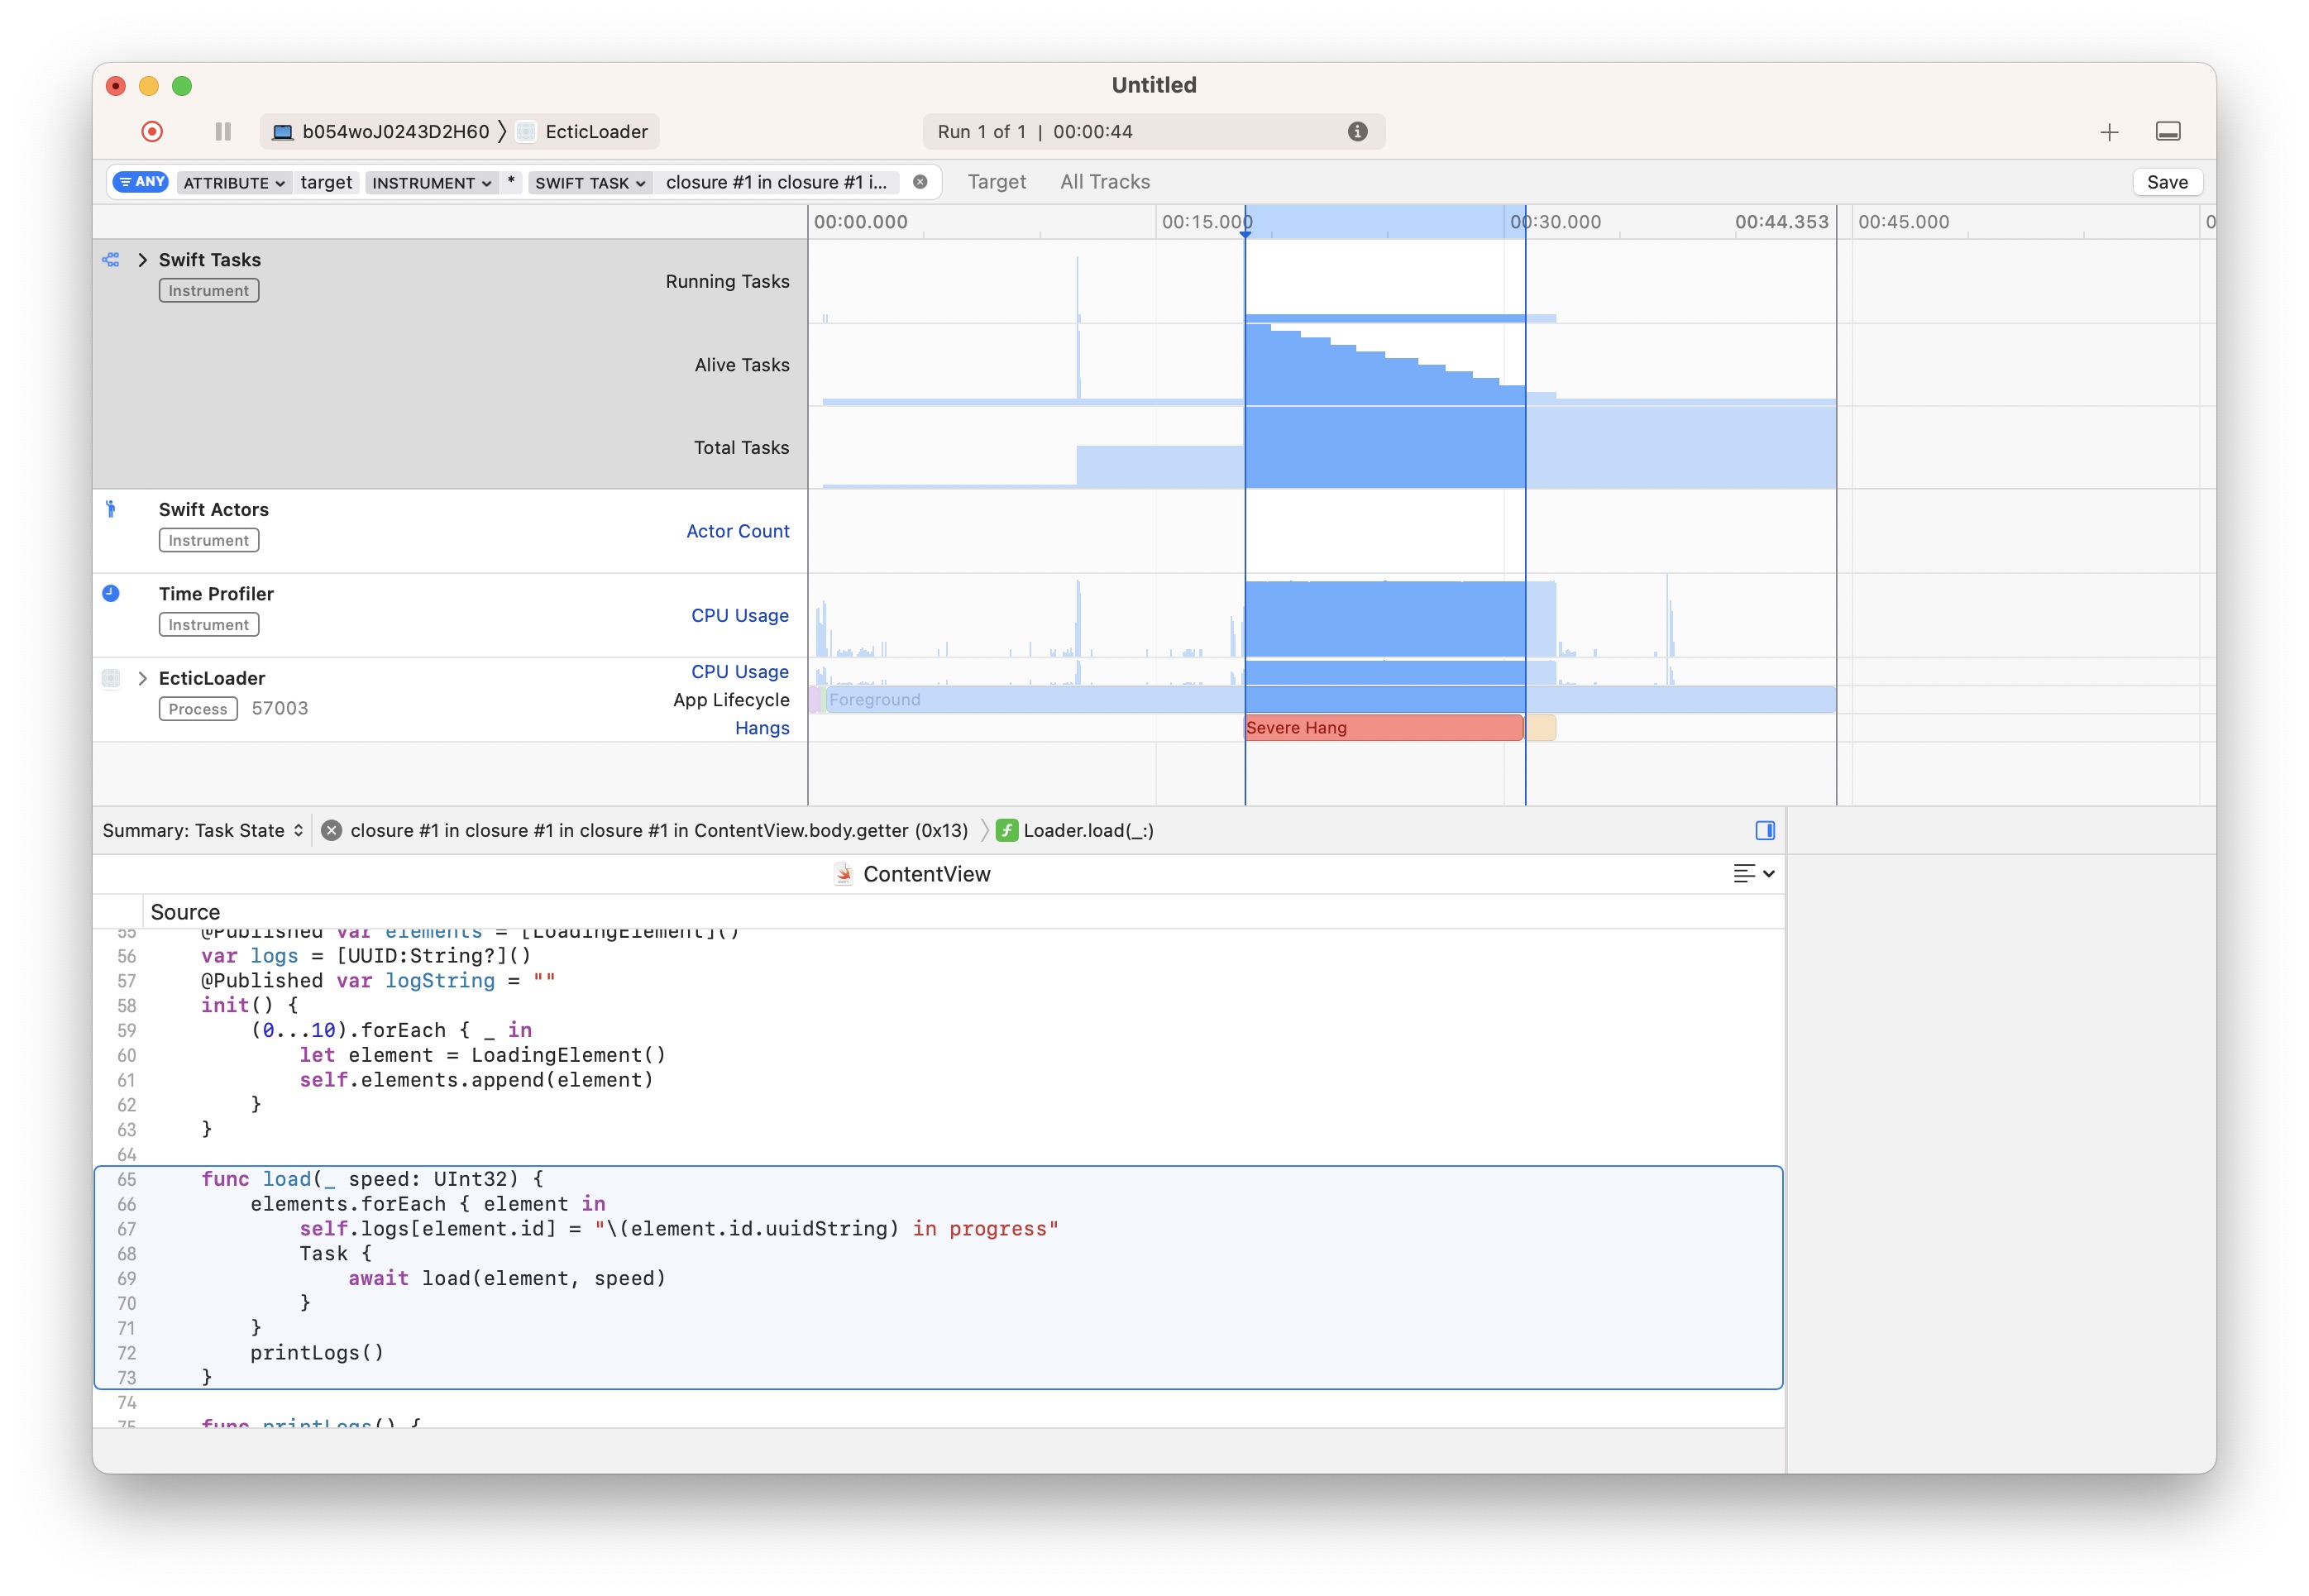 Untitled
b054woJ0243D2H60 〉 EcticLoader
Run 1 of 1 | 00:00:44
ANY ATTRIBUTE target INSTRUMENT * SWIFT TASK closure #1 in closure #1 i... Target All Tracks Save
00:00.000 00:15.000 00:30.000 00:44.353 00:45.000 0
Swift Tasks
Instrument
Running Tasks
Alive Tasks
Total Tasks
Swift Actors
Instrument
Actor Count
Time Profiler
Instrument
CPU Usage
EcticLoader
Process 57003
CPU Usage
App Lifecycle
Foreground
Hangs
Severe Hang
Summary: Task State closure #1 in closure #1 in closure #1 in ContentView.body.getter (0x13) 〉 Loader.load(_:)
ContentView
Source
55 @Published var elements = [LoadingElement]()
56 var logs = [UUID:String?]()
57 @Published var logString = ""
58 init() {
59 (0...10).forEach { _ in
60 let element = LoadingElement()
61 self.elements.append(element)
62 }
63 }
64
65 func load(_ speed: UInt32) {
66 elements.forEach { element in
67 self.logs[element.id] = "\(element.id.uuidString) in progress"
68 Task {
69 await load(element, speed)
70 }
71 }
72 printLogs()
73 }
74
75 func printLogs() {